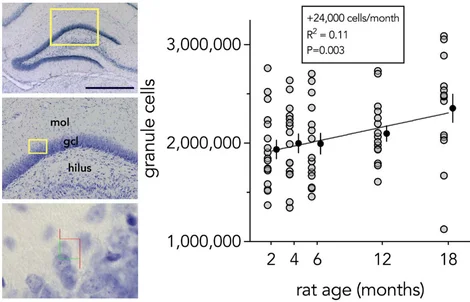 mol
gcl
hilus
+24,000 cells/month
R² = 0.11
P=0.003
granule cells
3,000,000
2,000,000
1,000,000
2 4 6 12 18
rat age (months)